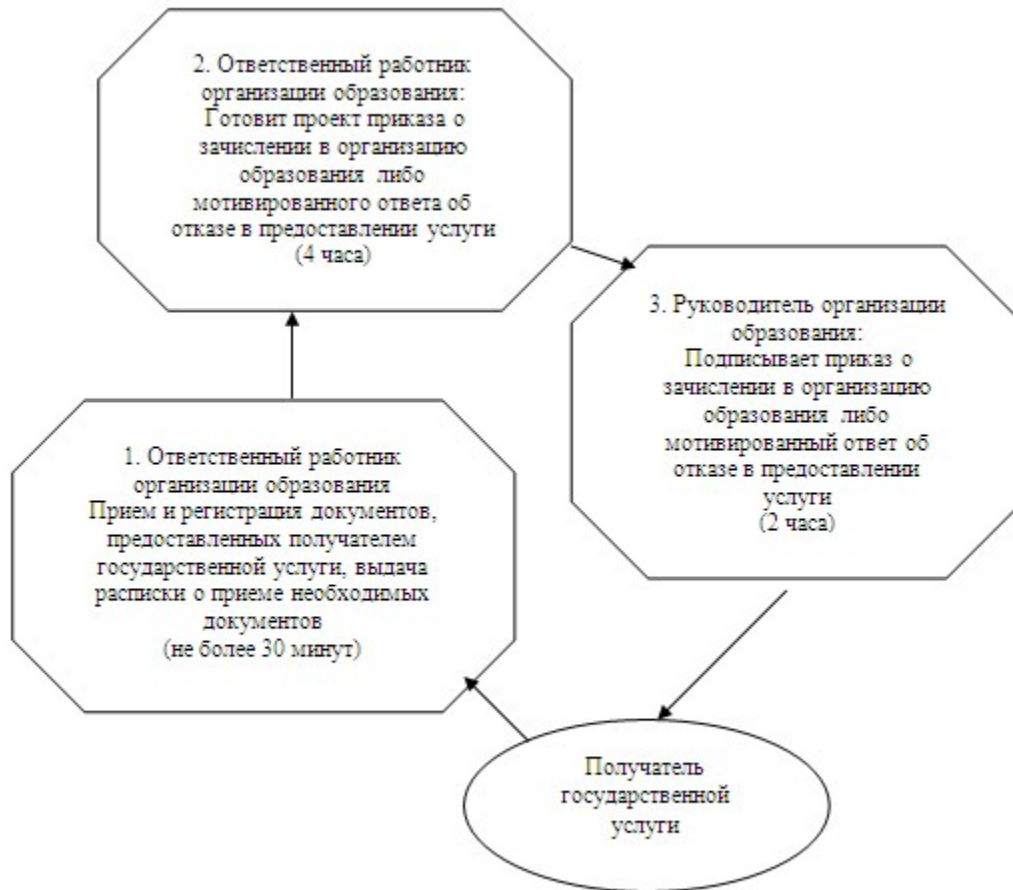 2. Ответственный работник
организации образования:
Готовит проект приказа о
зачислении в организацию
образования либо
мотивированного ответа об
отказе в предоставлении услуги
(4 часа)
3. Руководитель организации
образования:
Подписывает приказ о
зачислении в организацию
образования либо
мотивированный ответ об
отказе в предоставлении
услуги
(2 часа)
1. Ответственный работник
организации образования
Прием и регистрация документов,
предоставленных получателем
государственной услуги, выдача
расписки о приеме необходимых
документов
(не более 30 минут)
Получатель
государственной
услуги